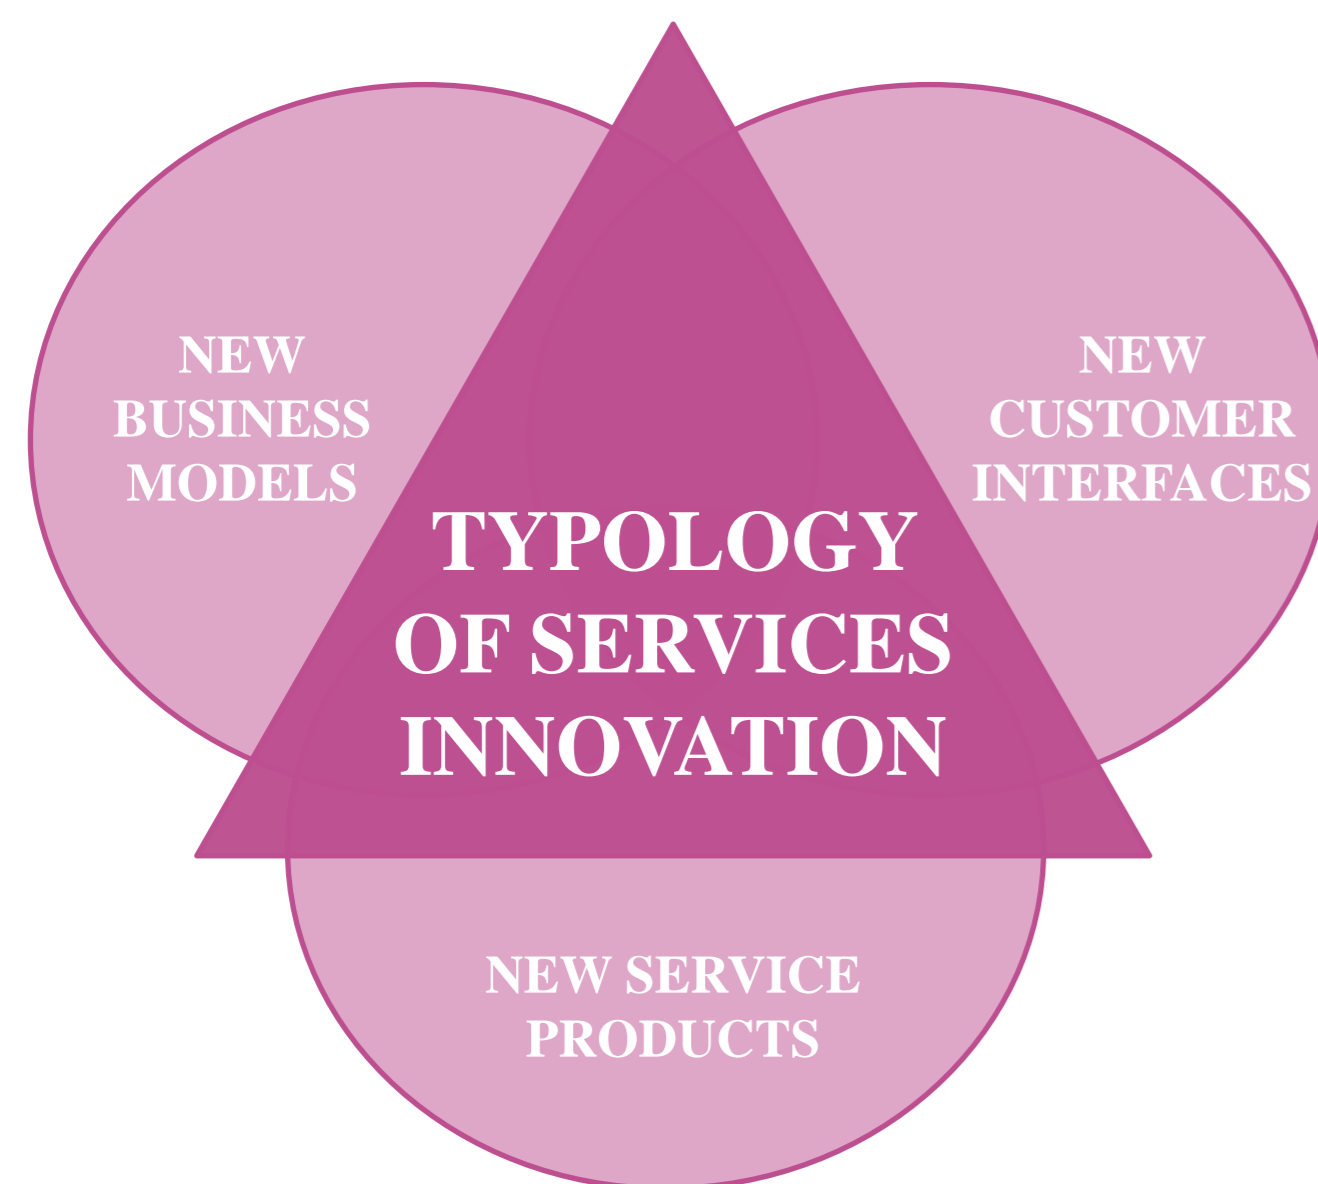 NEW
BUSINESS
MODELS
NEW
CUSTOMER
INTERFACES
TYPOLOGY
OF SERVICES
INNOVATION
NEW SERVICE
PRODUCTS